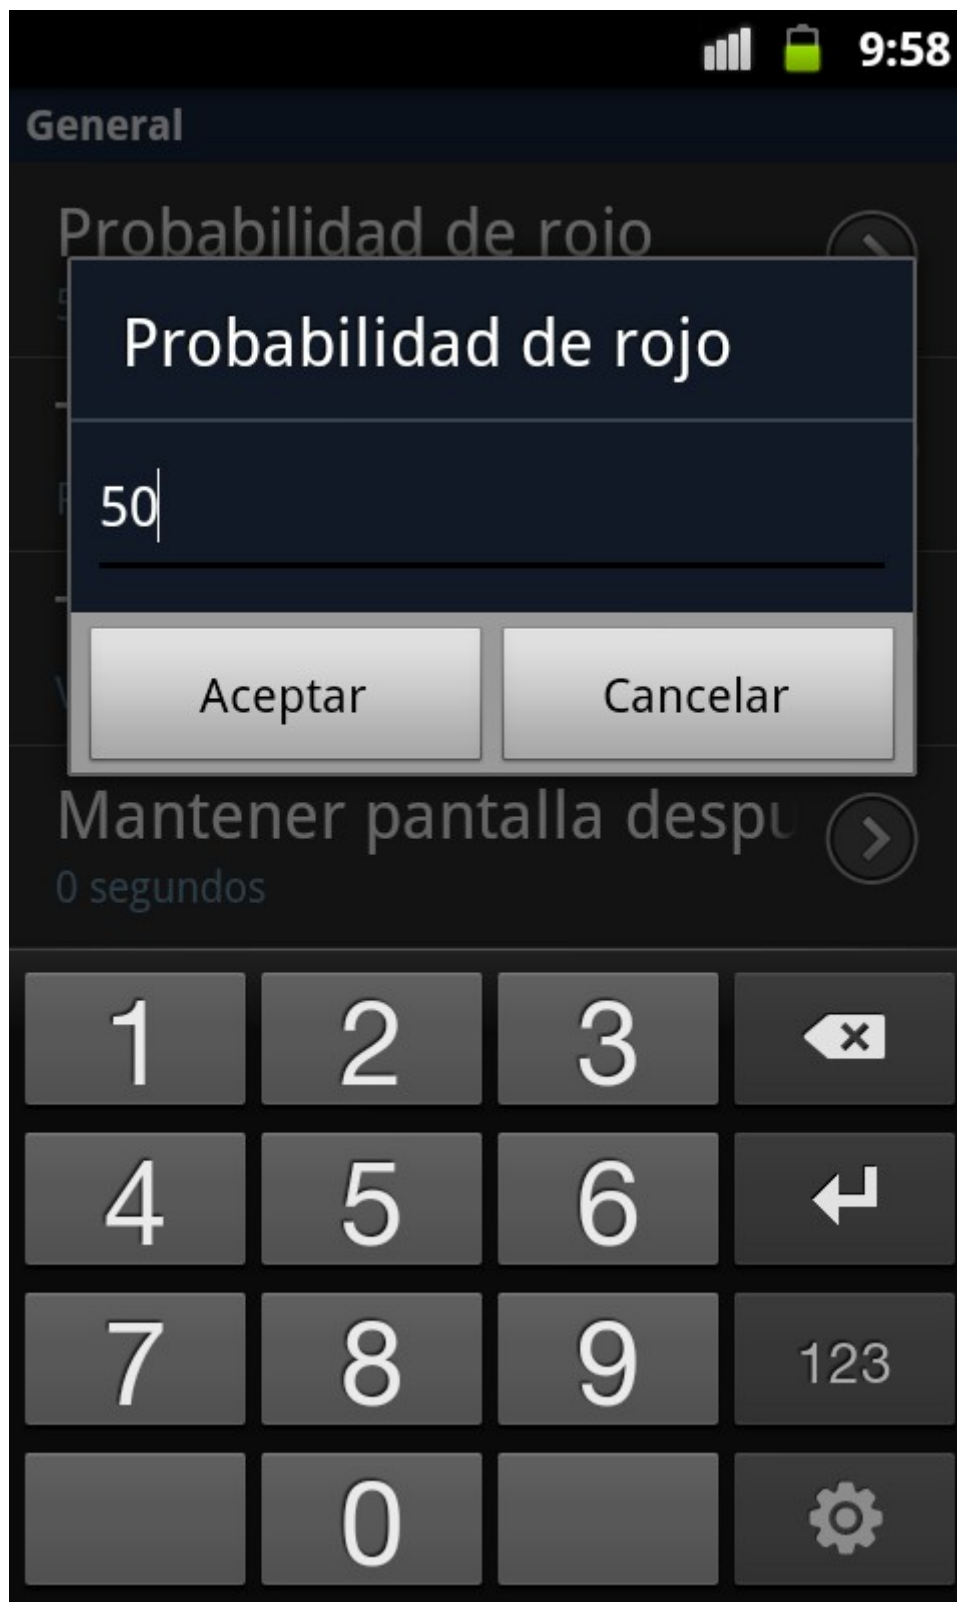 9:58
General
Probabilidad de rojo
Probabilidad de rojo
50
Aceptar
Cancelar
Mantener pantalla despu
0 segundos
1
2
3
4
5
6
7
8
9
123
0